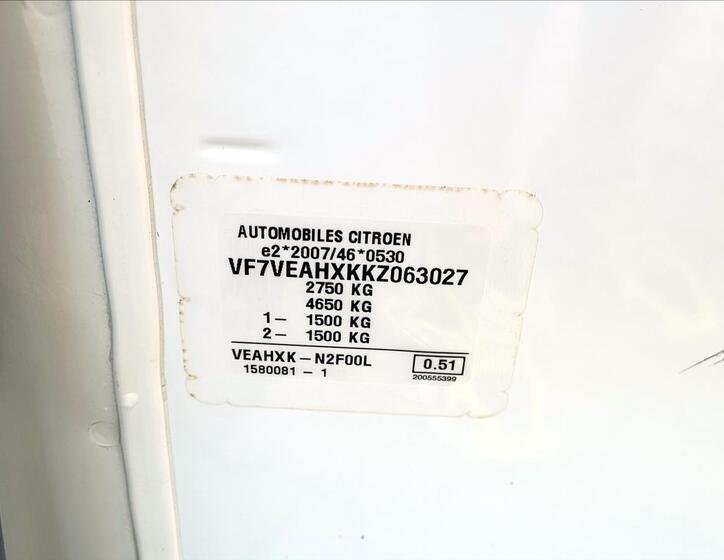 AUTOMOBILES CITROEN
e2*2007/46*0530
VF7VEAHXKKZ063027
2750 KG
4650 KG
1- 1500 KG
2- 1500 KG
VEAHXK-N2F00L 0.51
1580081 - 1 200555399